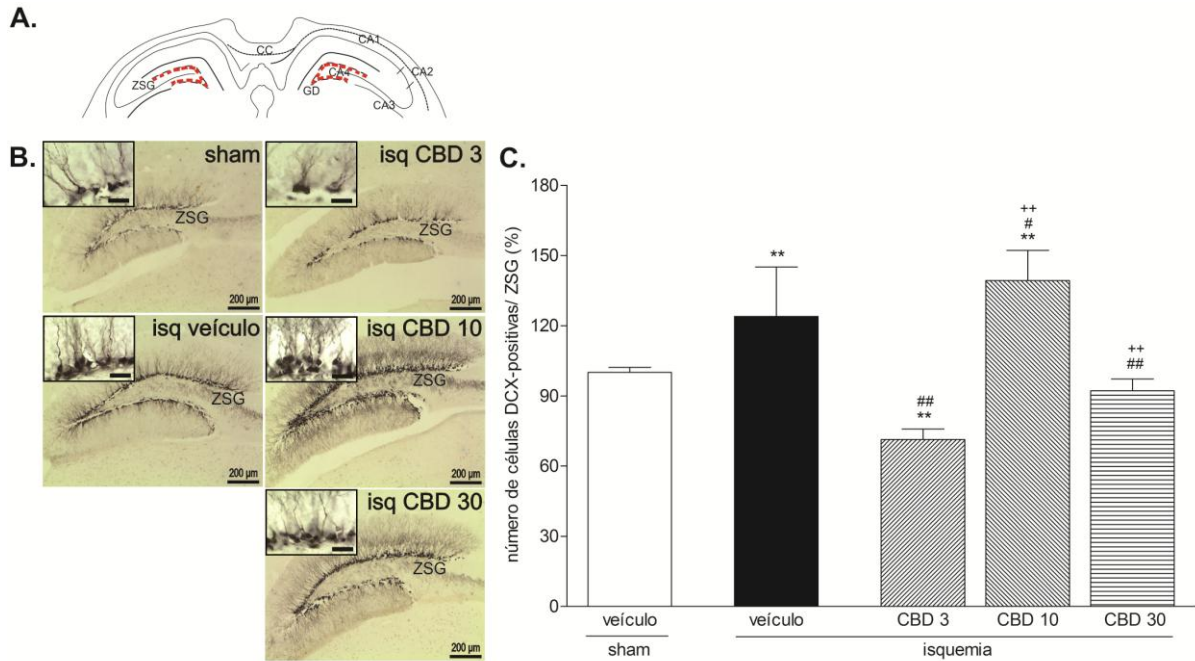 A.
CC
CA1
CA2
CA4
ZSG
GD
CA3
B.
sham
ZSG
200 µm
isq CBD 3
ZSG
200 µm
isq veículo
ZSG
200 µm
isq CBD 10
ZSG
200 µm
isq CBD 30
ZSG
200 µm
C.
número de células DCX-positivas/ ZSG (%)
180
150
120
90
60
30
0
**
##
**
++
#
**
++
##
veículo
veículo
CBD 3
CBD 10
CBD 30
sham
isquemia